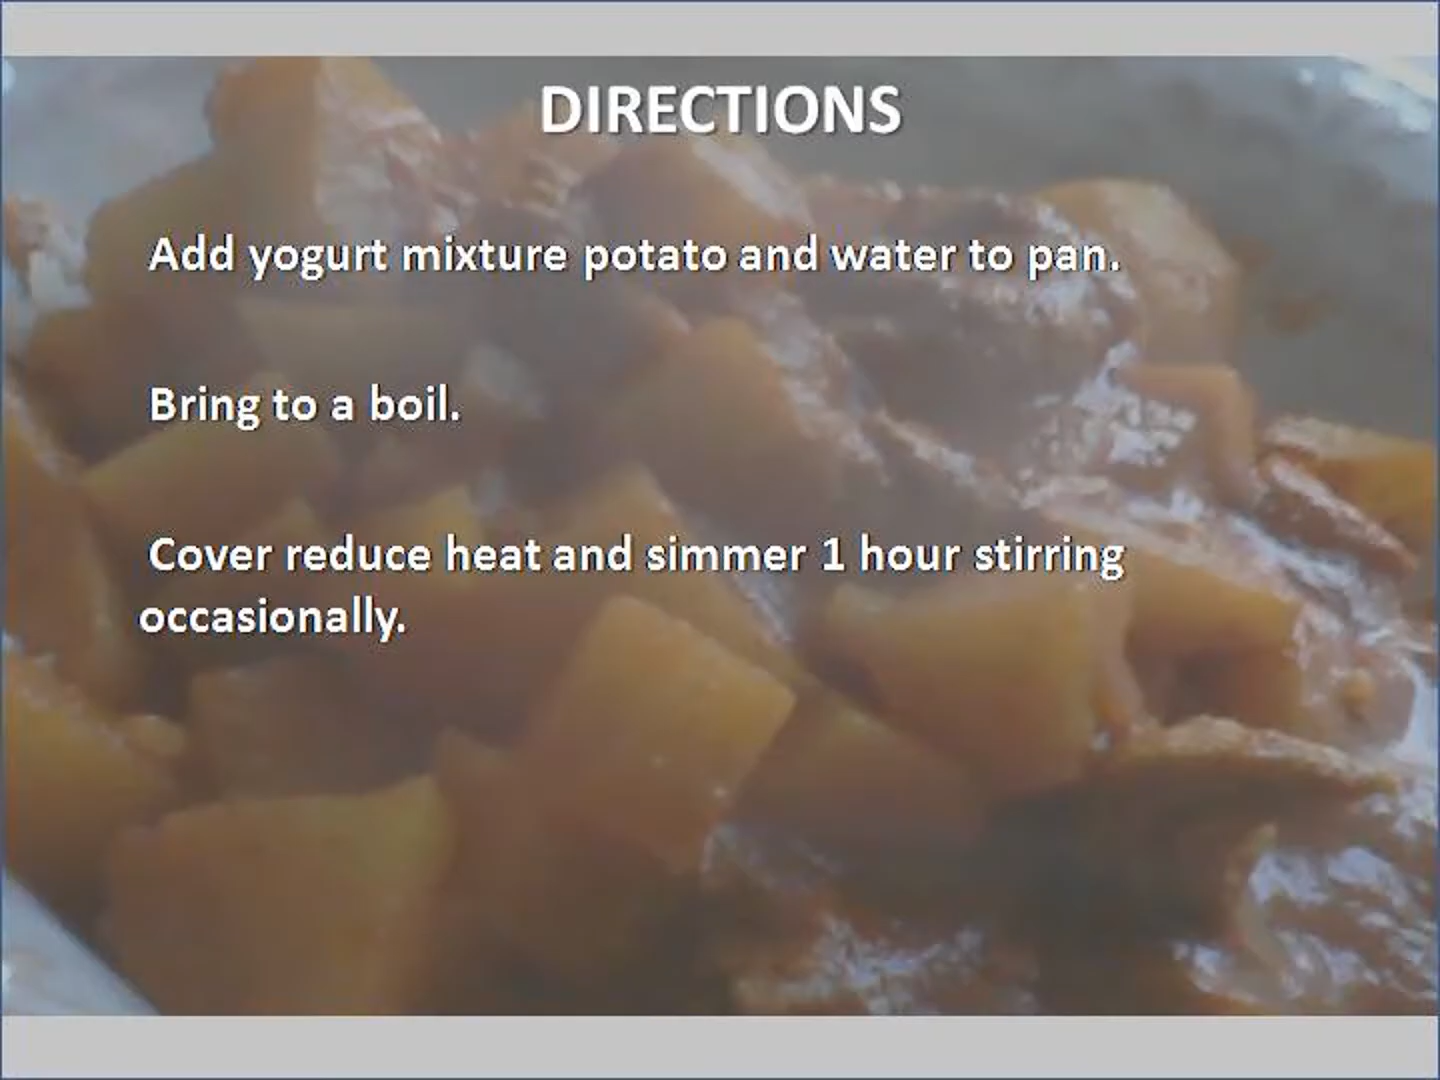 DIRECTIONS
Add yogurt mixture potato and water to pan.
Bring to a boil.
Cover reduce heat and simmer 1 hour stirring
occasionally.